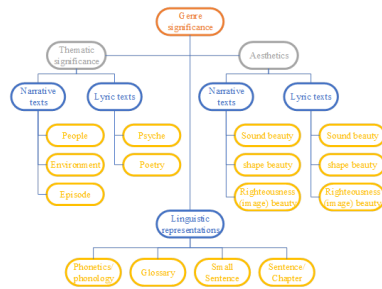 Genre
significance
Thematic
significance
Aesthetics
Narrative
texts
Lyric texts
Narrative
texts
Lyric texts
People
Psyche
Sound beauty
Sound beauty
Environment
Poetry
shape beauty
shape beauty
Episode
Righteousness
(image) beauty
Righteousness
(image) beauty
Linguistic
representations
Phonetics/
phonology
Glossary
Small
Sentence
Sentence/
Chapter